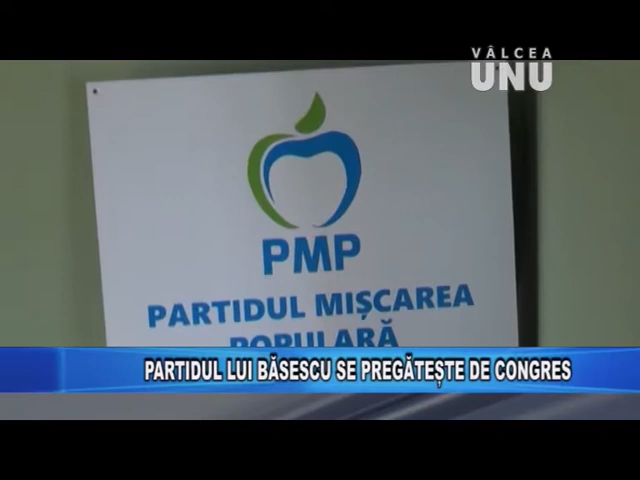 VÂLCEA
UNU
PMP
PARTIDUL MIȘCAREA
POPULARĂ
PARTIDUL LUI BĂSESCU SE PREGĂTEȘTE DE CONGRES